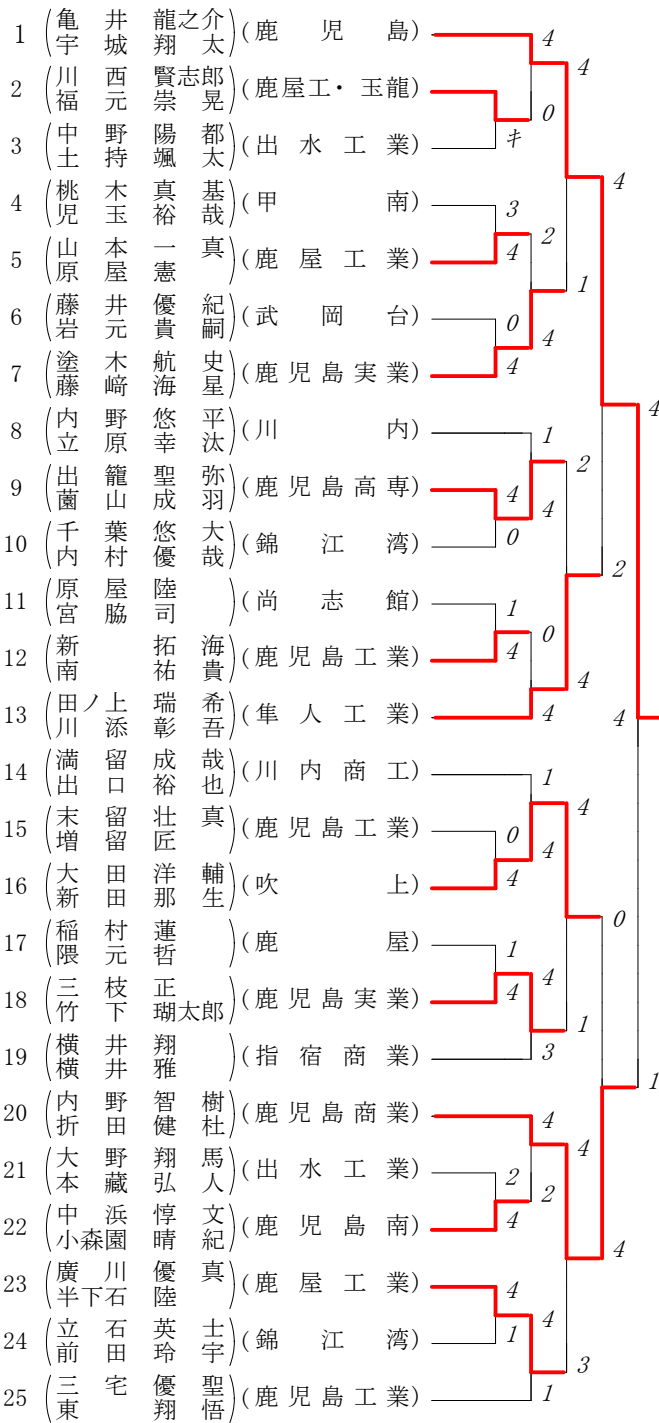 1 亀井 龍之介 (鹿児島) 4
宇城 翔太 4
2 川西 賢志郎 (鹿屋工・玉龍) 0
福元 崇晃
3 中野 陽都 (出水工業) キ
土持 颯太 4
4 桃木 真基 (甲南) 3
児玉 裕哉 2
5 山本 一真 (鹿屋工業) 4
原屋 憲 1
6 藤井 優紀 (武岡台) 0
岩元 貴嗣 4
7 塗木 航史 (鹿児島実業) 4
藤﨑 海星 4
8 内野 悠平 (川内) 1
立原 幸汰 2
9 出籠 聖弥 (鹿児島高専) 4
薗山 成羽 4
10 千葉 悠大 (錦江湾) 0
内村 優哉 2
11 原屋 陸 (尚志館) 1
宮脇 司 0
12 新 拓海 (鹿児島工業) 4
南 祐貴 4
13 田ノ上 瑞希 (隼人工業) 4
川添 彰吾 4
14 満留 成哉 (川内商工) 1
出口 裕也 4
15 末留 壮真 (鹿児島工業) 0
増留 匠 4
16 大田 洋輔 (吹上) 4
新田 那生 0
17 稲村 蓮 (鹿屋) 1
隈元 哲 4
18 三枝 正 (鹿児島実業) 4
竹下 瑚太郎 1
19 横井 翔 (指宿商業) 3
横井 雅 1
20 内野 智樹 (鹿児島商業) 4
折田 健杜 4
21 大野 翔馬 (出水工業) 2
本藏 弘人 2
22 中浜 惇文 (鹿児島南) 4
小森園 晴紀 4
23 廣川 優真 (鹿屋工業) 4
半下石 陸 4
24 立石 英士 (錦江湾) 1
前田 玲宇 3
25 三宅 優聖 (鹿児島工業) 1
東 翔悟